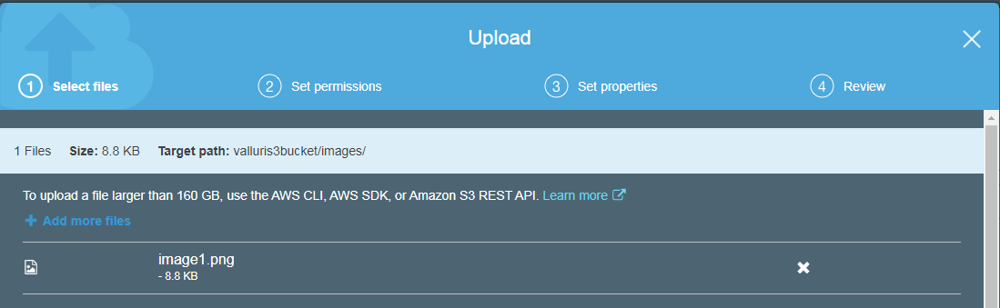 Upload
1 Select files 2 Set permissions 3 Set properties 4 Review
1 Files Size: 8.8 KB Target path: valluris3bucket/images/
To upload a file larger than 160 GB, use the AWS CLI, AWS SDK, or Amazon S3 REST API. Learn more
Add more files
image1.png
- 8.8 KB